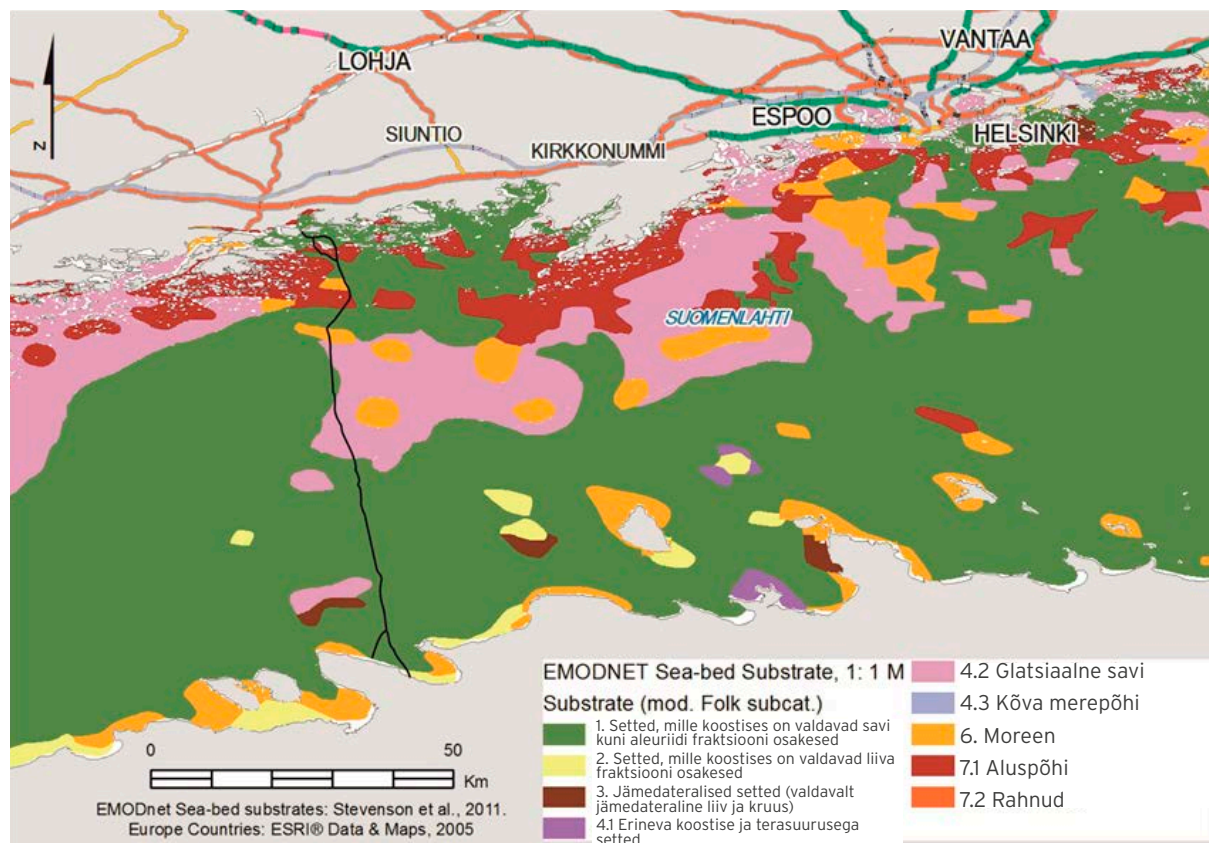 VANTAA
LOHJA
ESPOO
HELSINKI
SIUNTIO
KIRKKONUMMI
N
SUOMENLAHTI
EMODNET Sea-bed Substrate, 1: 1 M
Substrate (mod. Folk subcat.)
1. Setted, mille koostises on valdavad savi
kuni aleuriidi fraktsiooni osakesed
2. Setted, mille koostises on valdavad liiva
fraktsiooni osakesed
3. Jämedateralised setted (valdavalt
jämedateraline liiv ja kruus)
4.1 Erineva koostise ja terasuurusega
setted
4.2 Glatsiaalne savi
4.3 Kõva merepõhi
6. Moreen
7.1 Aluspõhi
7.2 Rahnud
0 50
Km
EMODnet Sea-bed substrates: Stevenson et al., 2011.
Europe Countries: ESRI® Data & Maps, 2005